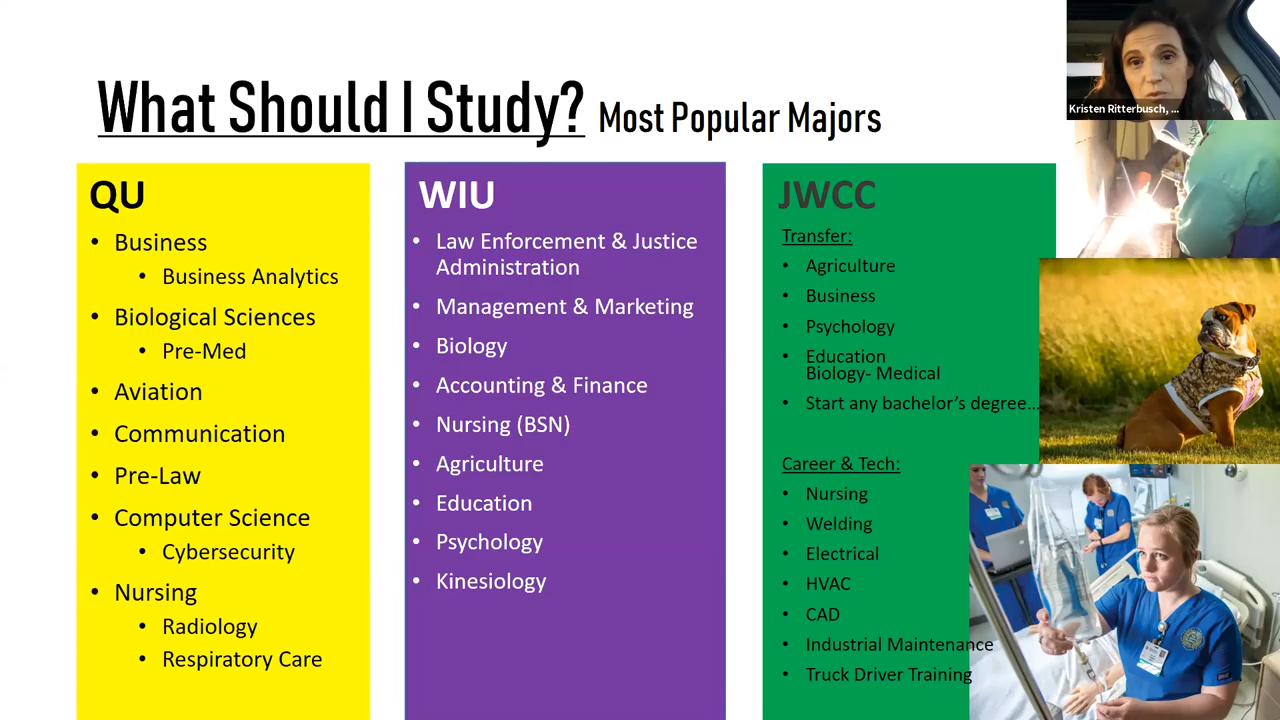 What Should I Study? Most Popular Majors
QU
• Business
• Business Analytics
• Biological Sciences
• Pre-Med
• Aviation
• Communication
• Pre-Law
• Computer Science
• Cybersecurity
• Nursing
• Radiology
• Respiratory Care
WIU
• Law Enforcement & Justice
Administration
• Management & Marketing
• Biology
• Accounting & Finance
• Nursing (BSN)
• Agriculture
• Education
• Psychology
• Kinesiology
JWCC
Transfer:
• Agriculture
• Business
• Psychology
• Education
Biology- Medical
• Start any bachelor’s degree...
Career & Tech:
• Nursing
• Welding
• Electrical
• HVAC
• CAD
• Industrial Maintenance
• Truck Driver Training
Kristen Ritterbusch, ...